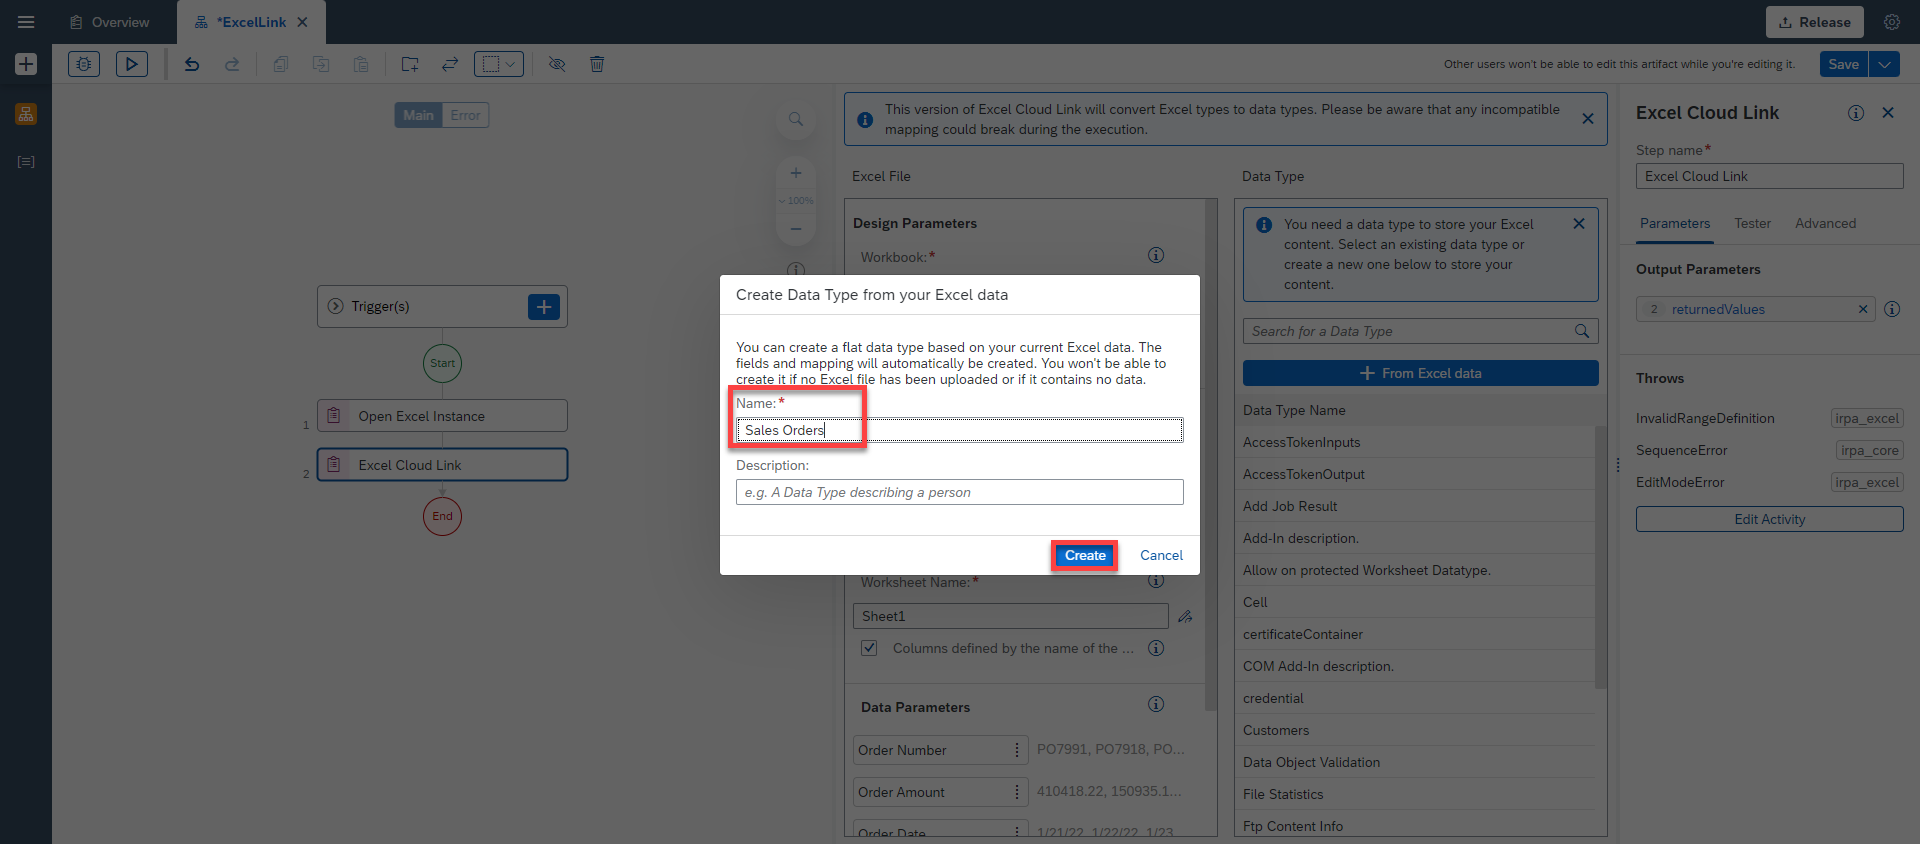 Overview
*ExcelLink
Release
Other users won't be able to edit this artifact while you're editing it.
Save
Main
Error
100%
Trigger(s)
Start
1
Open Excel Instance
2
Excel Cloud Link
End
This version of Excel Cloud Link will convert Excel types to data types. Please be aware that any incompatible
mapping could break during the execution.
Excel File
Design Parameters
Workbook:*
Create Data Type from your Excel data
You can create a flat data type based on your current Excel data. The
fields and mapping will automatically be created. You won't be able to
create it if no Excel file has been uploaded or if it contains no data.
Name:*
Sales Orders
Description:
e.g. A Data Type describing a person
Create
Cancel
Worksheet Name:*
Sheet1
Columns defined by the name of the ...
Data Parameters
Order Number
PO7991, PO7918, PO...
Order Amount
410418.22, 150935.1...
Order Date
1/21/22, 1/22/22, 1/23
Data Type
You need a data type to store your Excel
content. Select an existing data type or
create a new one below to store your
content.
Search for a Data Type
From Excel data
Data Type Name
AccessTokenInputs
AccessTokenOutput
Add Job Result
Add-In description.
Allow on protected Worksheet Datatype.
Cell
certificateContainer
COM Add-In description.
credential
Customers
Data Object Validation
File Statistics
Ftp Content Info
Excel Cloud Link
Step name*
Excel Cloud Link
Parameters
Tester
Advanced
Output Parameters
2 returnedValues
Throws
InvalidRangeDefinition
irpa_excel
SequenceError
irpa_core
EditModeError
irpa_excel
Edit Activity